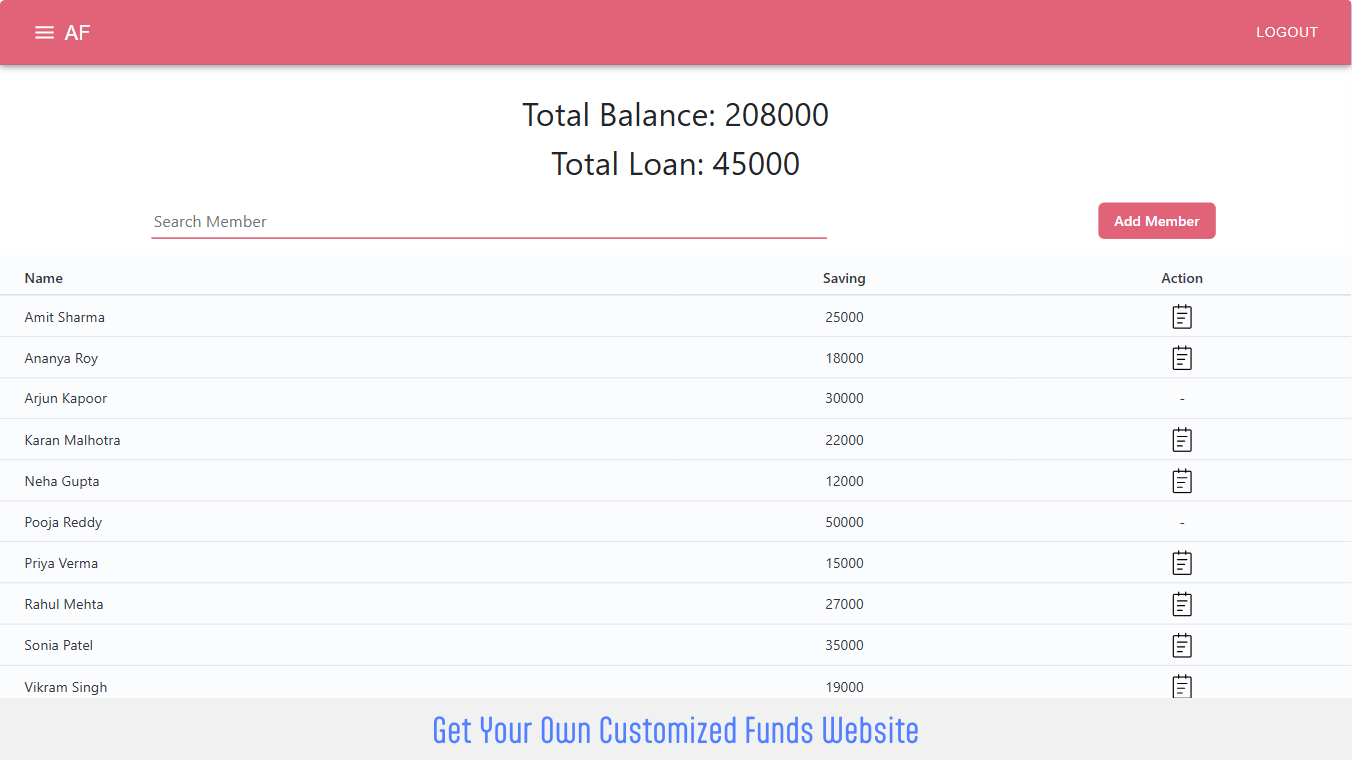 AF LOGOUT
Total Balance: 208000
Total Loan: 45000
Search Member Add Member
Name Saving Action
Amit Sharma 25000
Ananya Roy 18000
Arjun Kapoor 30000 -
Karan Malhotra 22000
Neha Gupta 12000
Pooja Reddy 50000 -
Priya Verma 15000
Rahul Mehta 27000
Sonia Patel 35000
Vikram Singh 19000
Get Your Own Customized Funds Website